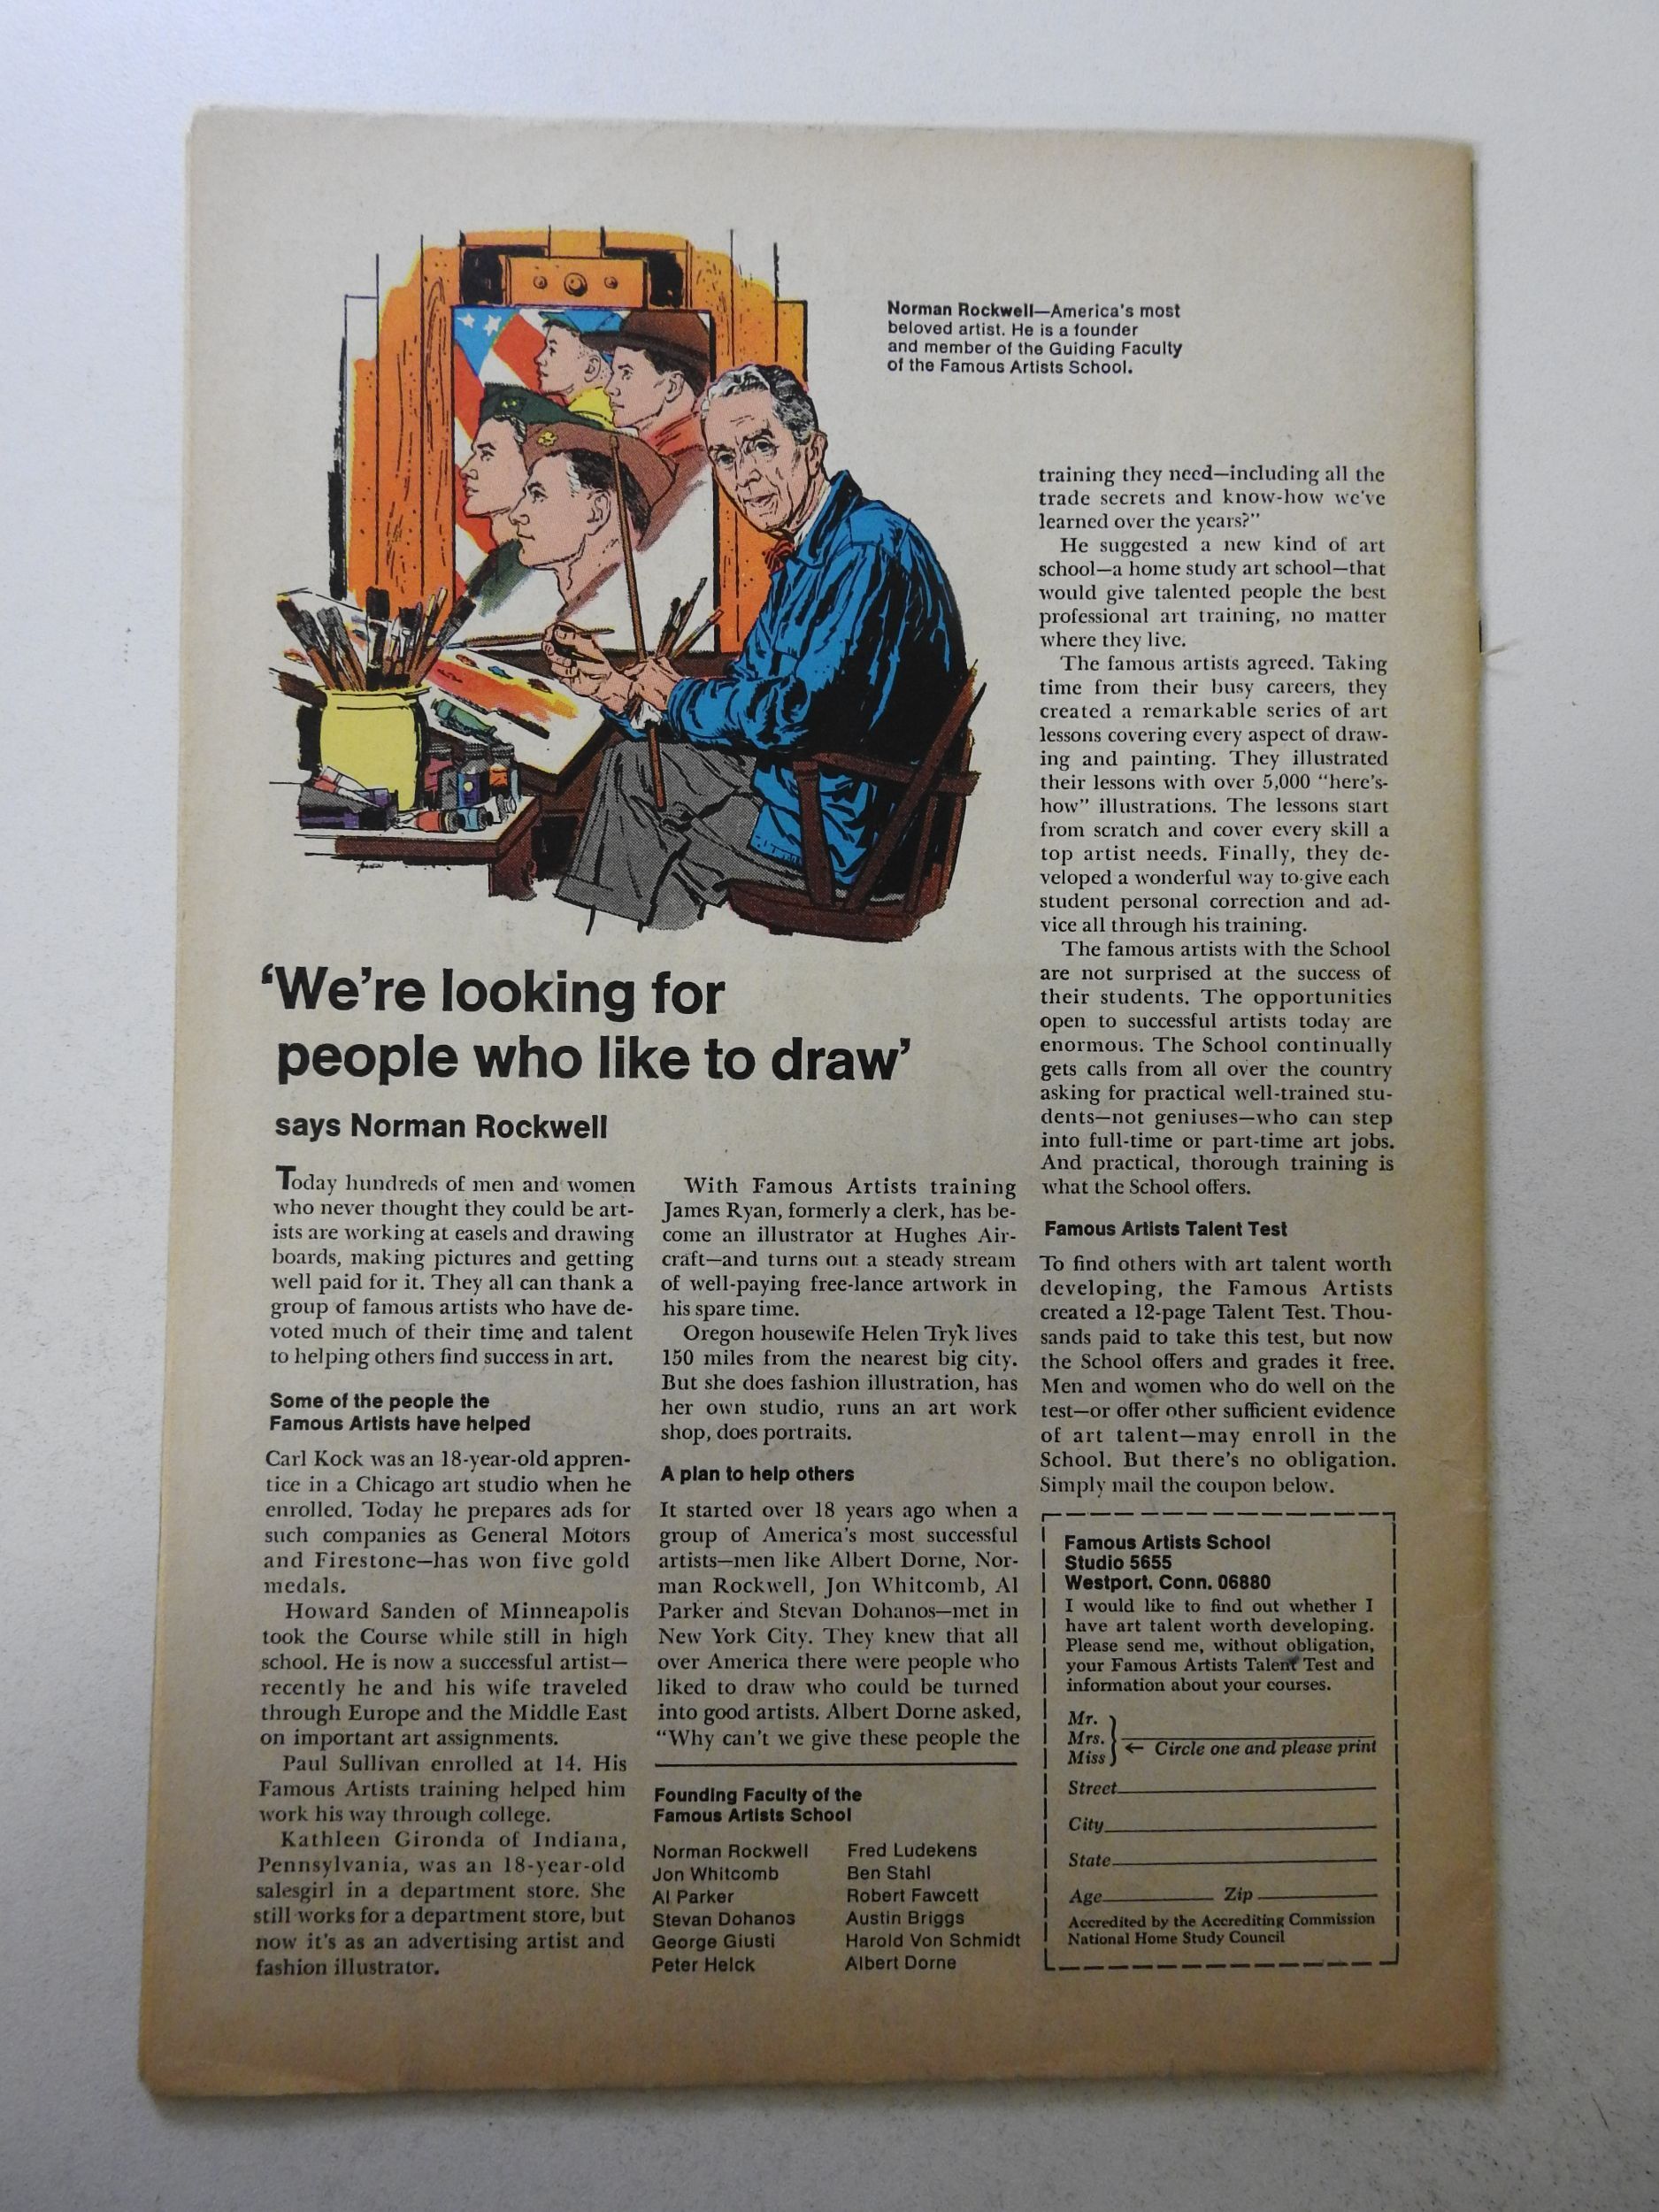 Norman Rockwell—America's most
beloved artist. He is a founder
and member of the Guiding Faculty
of the Famous Artists School.
'We're looking for
people who like to draw'
says Norman Rockwell
Today hundreds of men and women
who never thought they could be art-
ists are working at easels and drawing
boards, making pictures and getting
well paid for it. They all can thank a
group of famous artists who have de-
voted much of their time and talent
to helping others find success in art.
Some of the people the
Famous Artists have helped
Carl Kock was an 18-year-old appren-
tice in a Chicago art studio when he
enrolled. Today he prepares ads for
such companies as General Motors
and Firestone—has won five gold
medals.
Howard Sanden of Minneapolis
took the Course while still in high
school. He is now a successful artist—
recently he and his wife traveled
through Europe and the Middle East
on important art assignments.
Paul Sullivan enrolled at 14. His
Famous Artists training helped him
work his way through college.
Kathleen Gironda of Indiana,
Pennsylvania, was an 18-year-old
salesgirl in a department store. She
still works for a department store, but
now it's as an advertising artist and
fashion illustrator.
With Famous Artists training
James Ryan, formerly a clerk, has be-
come an illustrator at Hughes Air-
craft—and turns out a steady stream
of well-paying free-lance artwork in
his spare time.
Oregon housewife Helen Tryk lives
150 miles from the nearest big city.
But she does fashion illustration, has
her own studio, runs an art work
shop, does portraits.
A plan to help others
It started over 18 years ago when a
group of America's most successful
artists—men like Albert Dorne, Nor-
man Rockwell, Jon Whitcomb, Al
Parker and Stevan Dohanos—met in
New York City. They knew that all
over America there were people who
liked to draw who could be turned
into good artists. Albert Dorne asked,
"Why can't we give these people the
Founding Faculty of the
Famous Artists School
Norman Rockwell
Jon Whitcomb
Al Parker
Stevan Dohanos
George Giusti
Peter Helck
Fred Ludekens
Ben Stahl
Robert Fawcett
Austin Briggs
Harold Von Schmidt
Albert Dorne
training they need—including all the
trade secrets and know-how we've
learned over the years?"
He suggested a new kind of art
school—a home study art school—that
would give talented people the best
professional art training, no matter
where they live.
The famous artists agreed. Taking
time from their busy careers, they
created a remarkable series of art
lessons covering every aspect of draw-
ing and painting. They illustrated
their lessons with over 5,000 "here's-
how" illustrations. The lessons start
from scratch and cover every skill a
top artist needs. Finally, they de-
veloped a wonderful way to give each
student personal correction and ad-
vice all through his training.
The famous artists with the School
are not surprised at the success of
their students. The opportunities
open to successful artists today are
enormous. The School continually
gets calls from all over the country
asking for practical well-trained stu-
dents—not geniuses—who can step
into full-time or part-time art jobs.
And practical, thorough training is
what the School offers.
Famous Artists Talent Test
To find others with art talent worth
developing, the Famous Artists
created a 12-page Talent Test. Thou-
sands paid to take this test, but now
the School offers and grades it free.
Men and women who do well on the
test—or offer other sufficient evidence
of art talent—may enroll in the
School. But there's no obligation.
Simply mail the coupon below.
Famous Artists School
Studio 5655
Westport, Conn. 06880
I would like to find out whether I
have art talent worth developing.
Please send me, without obligation,
your Famous Artists Talent Test and
information about your courses.
Mr.
Mrs.
Miss
← Circle one and please print
Street
City
State
Age Zip
Accredited by the Accrediting Commission
National Home Study Council